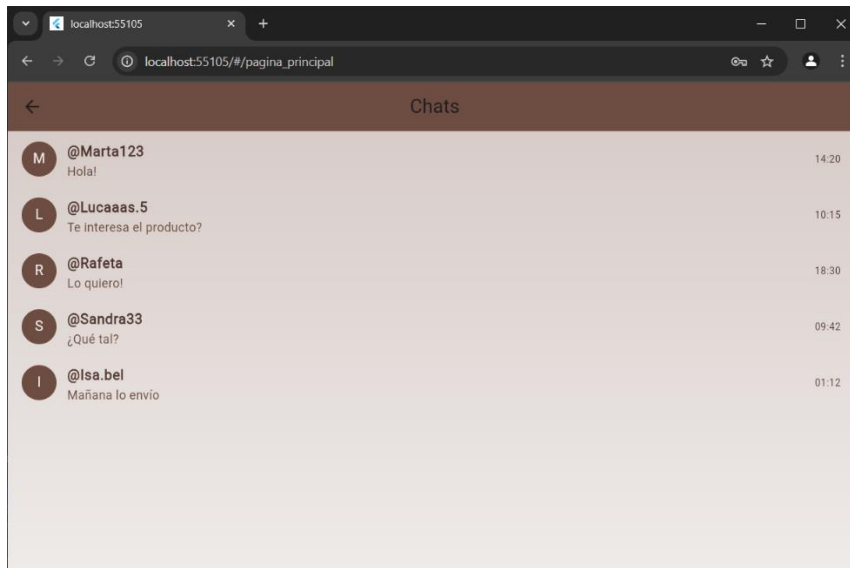 localhost:55105
localhost:55105/#/pagina_principal
Chats
M
@Marta123
Hola!
14:20
L
@Lucaaas.5
Te interesa el producto?
10:15
R
@Rafeta
Lo quiero!
18:30
S
@Sandra33
¿Qué tal?
09:42
I
@Isa.bel
Mañana lo envío
01:12